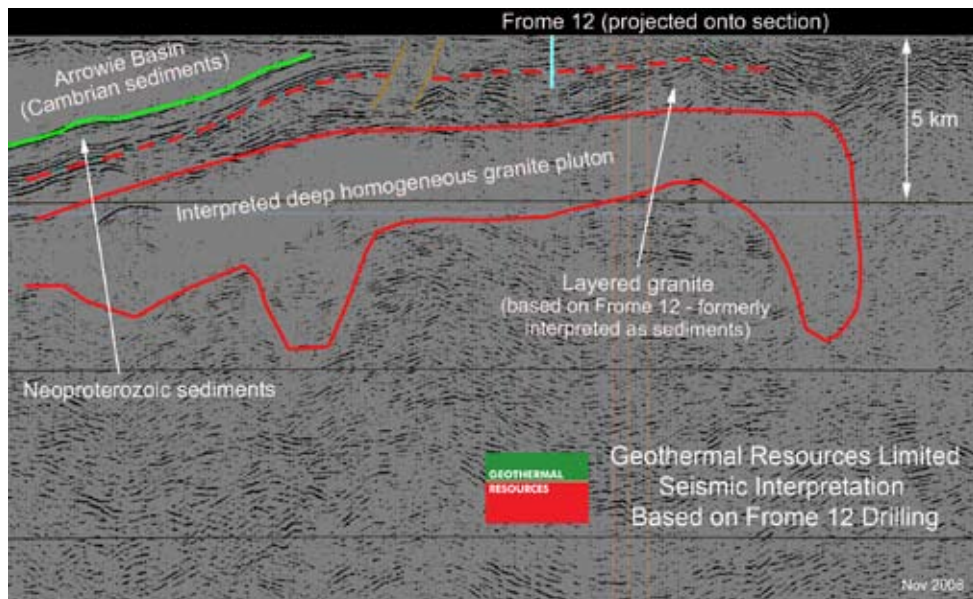 Frome 12 (projected onto section)
Arrowie Basin
(Cambrian sediments)
5 km
Interpreted deep homogeneous granite pluton
Layered granite
(based on Frome 12 - formerly
interpreted as sediments)
Neoproterozoic sediments
GEOTHERMAL
RESOURCES
Geothermal Resources Limited
Seismic Interpretation
Based on Frome 12 Drilling
Nov 2008